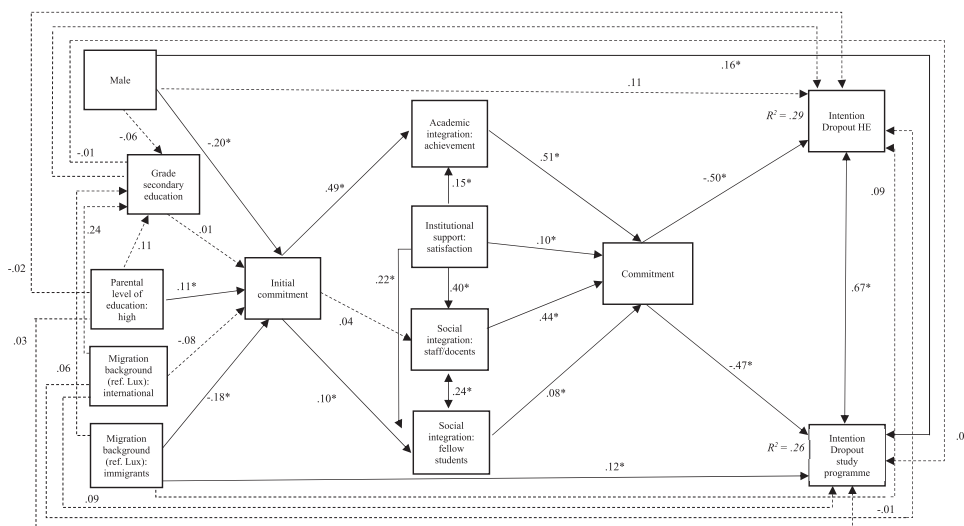 Male
Grade
secondary
education
Parental
level of
education:
high
Migration
background
(ref. Lux):
international
Migration
background
(ref. Lux):
immigrants
Initial
commitment
Academic
integration:
achievement
Institutional
support:
satisfaction
Social
integration:
staff/docents
Social
integration:
fellow
students
Commitment
R² = .29
Intention
Dropout HE
R² = .26
Intention
Dropout
study
programme
.16*
.11
-.06
-.01
-.20*
.49*
.51*
-.50*
.15*
.09
.24
.01
.11
-.02
.11*
.10*
.22*
.40*
.67*
.04
.44*
-.08
.03
.06
-.18*
.10*
.24*
.08*
-.47*
.12*
.09
-.01